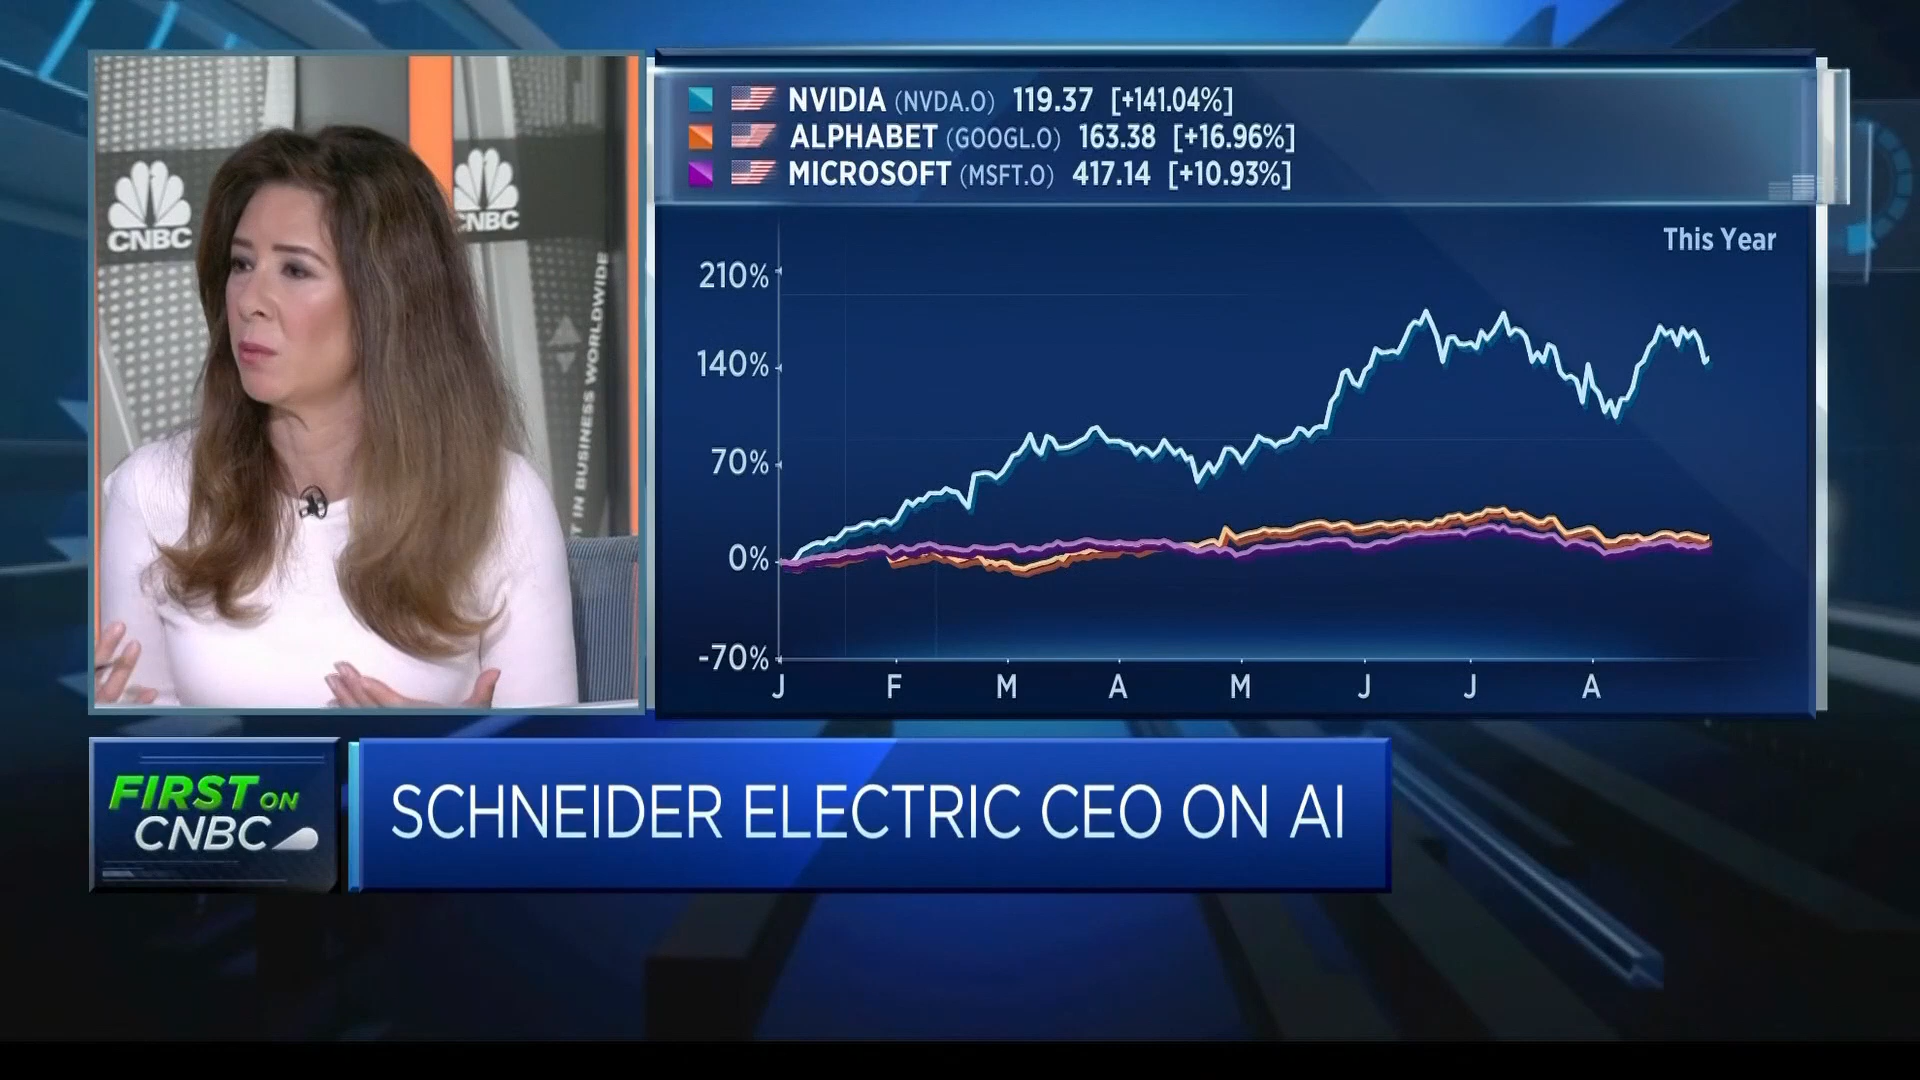 CNBC
CNBC
T IN BUSINESS WORLDWIDE
NVIDIA (NVDA.O) 119.37 [+141.04%]
ALPHABET (GOOGL.O) 163.38 [+16.96%]
MICROSOFT (MSFT.O) 417.14 [+10.93%]
This Year
210%
140%
70%
0%
-70%
J F M A M J J A
FIRST ON
CNBC
SCHNEIDER ELECTRIC CEO ON AI